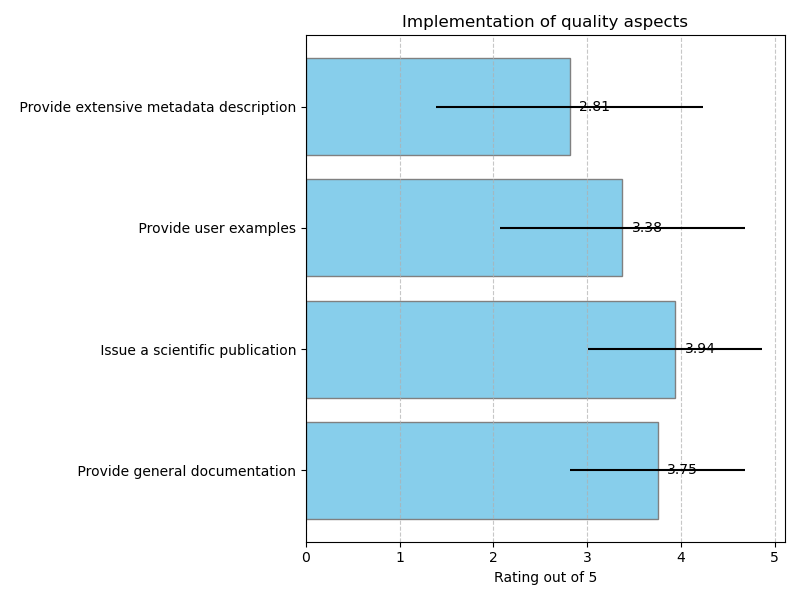 Implementation of quality aspects
Provide extensive metadata description
2.81
Provide user examples
3.38
Issue a scientific publication
3.94
Provide general documentation
3.75
0 1 2 3 4 5
Rating out of 5